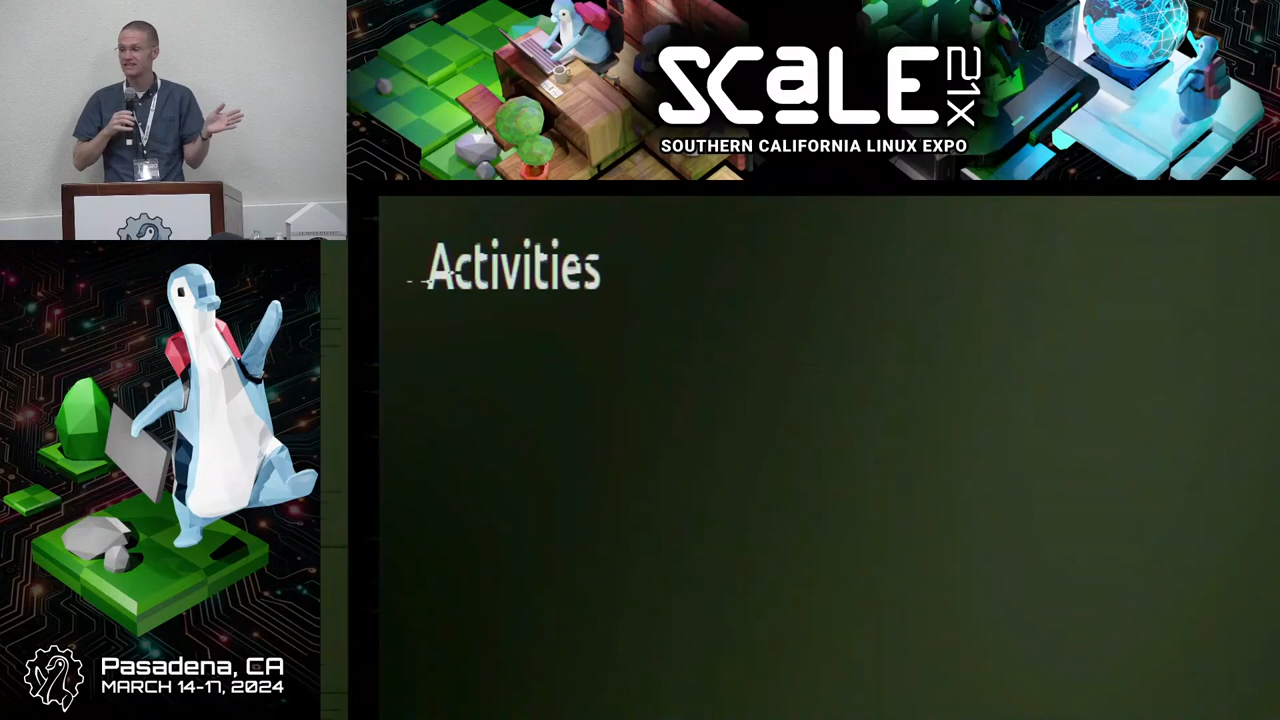 SCaLE 21X
SOUTHERN CALIFORNIA LINUX EXPO
Activities
Pasadena, CA
MARCH 14-17, 2024